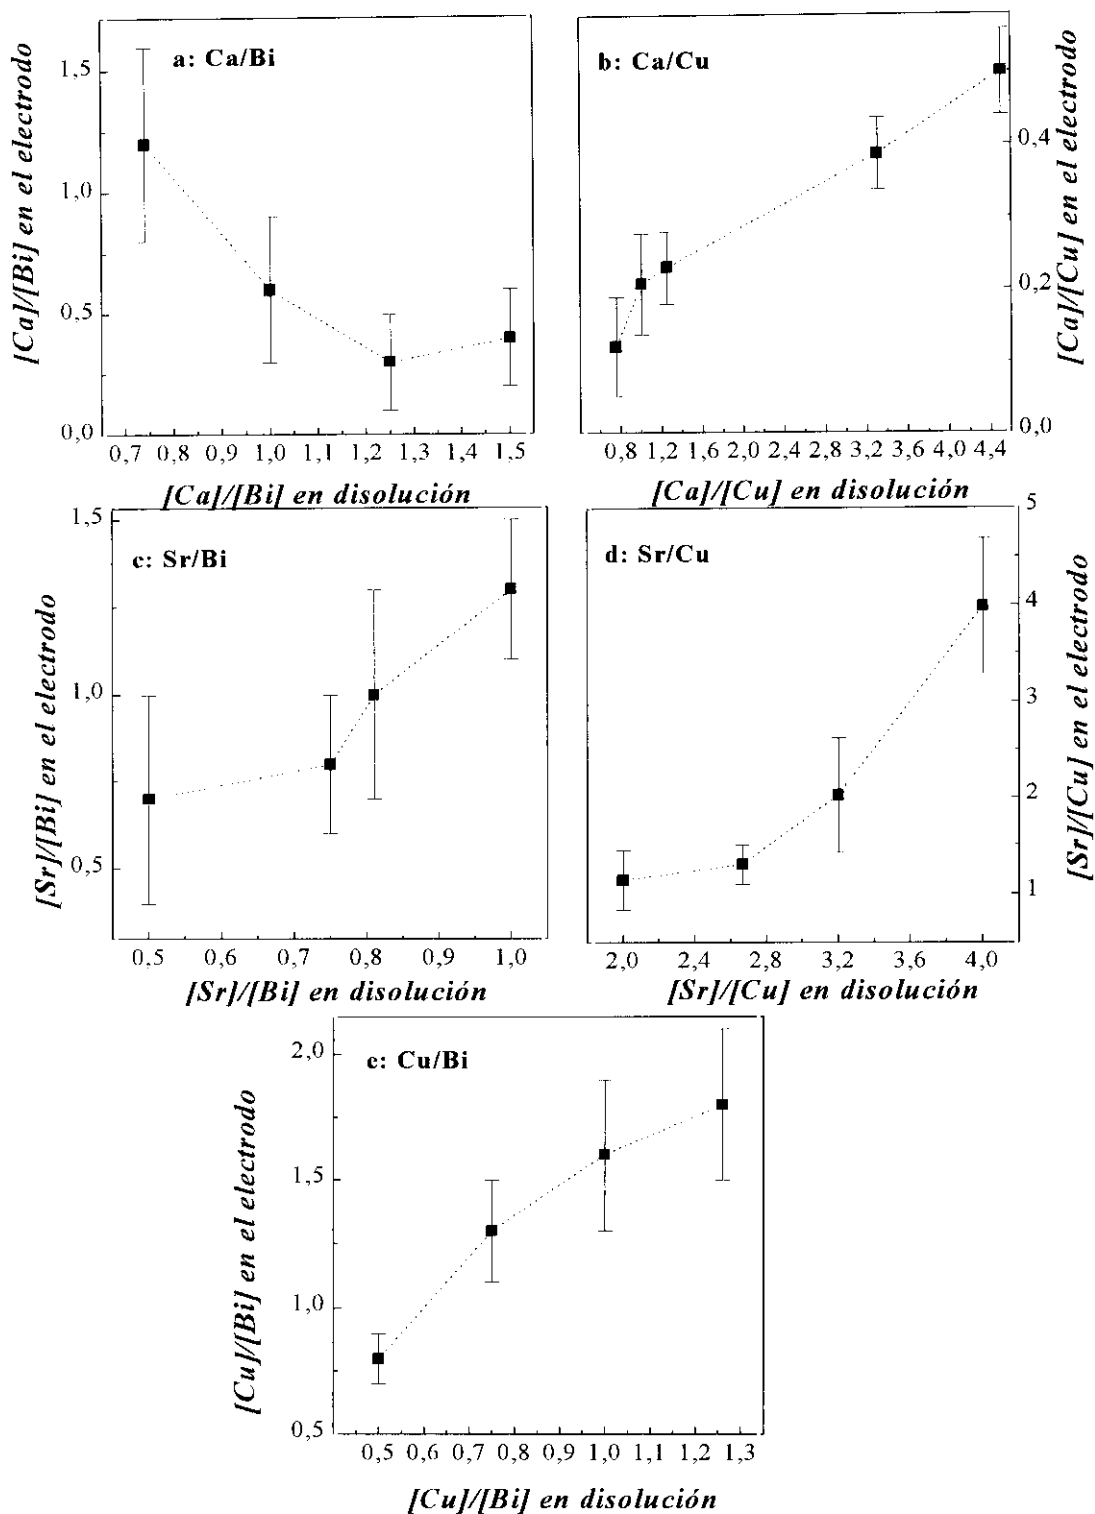 a: Ca/Bi
[Ca]/[Bi] en el electrodo
1,5
1,0
0,5
0,0
0,7 0,8 0,9 1,0 1,1 1,2 1,3 1,4 1,5
[Ca]/[Bi] en disolución
b: Ca/Cu
[Ca]/[Cu] en el electrodo
0,4
0,2
0,0
0,8 1,2 1,6 2,0 2,4 2,8 3,2 3,6 4,0 4,4
[Ca]/[Cu] en disolución
c: Sr/Bi
[Sr]/[Bi] en el electrodo
1,5
1,0
0,5
0,5 0,6 0,7 0,8 0,9 1,0
[Sr]/[Bi] en disolución
d: Sr/Cu
[Sr]/[Cu] en el electrodo
5
4
3
2
1
2,0 2,4 2,8 3,2 3,6 4,0
[Sr]/[Cu] en disolución
e: Cu/Bi
[Cu]/[Bi] en el electrodo
2,0
1,5
1,0
0,5
0,5 0,6 0,7 0,8 0,9 1,0 1,1 1,2 1,3
[Cu]/[Bi] en disolución